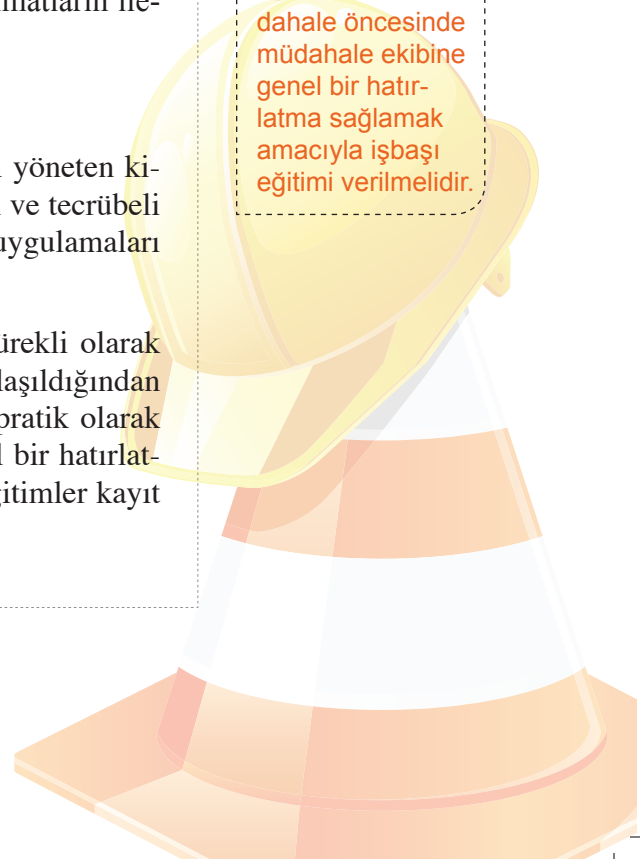 yöneten ki-
ve tecrübeli
uygulamaları
ürekli olarak
laşıldığından
pratik olarak
bir hatırlat-
ğitimler kayıt
dahale öncesinde
müdahale ekibine
genel bir hatır-
latma sağlamak
amacıyla işbaşı
eğitimi verilmelidir.